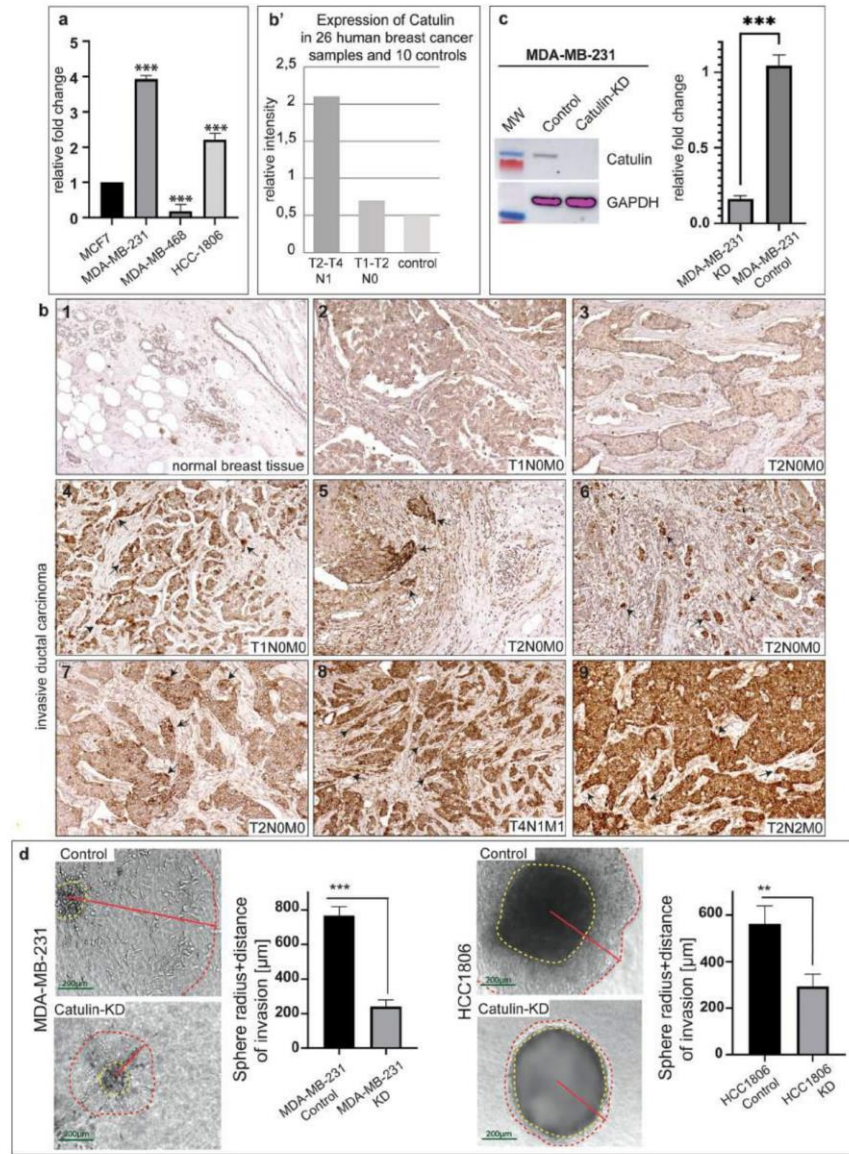 a
relative fold change
5
4
3
2
1
0
***
***
***
MCF7
MDA-MB-231
MDA-MB-468
HCC-1806
b'
Expression of Catulin
in 26 human breast cancer
samples and 10 controls
relative intensity
2,5
2
1,5
1
0,5
0
T2-T4
N1
T1-T2
N0
control
c
MDA-MB-231
MW
Control
Catulin-KD
Catulin
GAPDH
***
relative fold change
1
0.5
0.0
MDA-MB-231
KD
MDA-MB-231
Control
b
invasive ductal carcinoma
1
normal breast tissue
2
T1N0M0
3
T2N0M0
4
T1N0M0
5
T2N0M0
6
T2N0M0
7
T2N0M0
8
T4N1M1
9
T2N2M0
d
MDA-MB-231
Control
200µm
Catulin-KD
200µm
Sphere radius+distance
of invasion [µm]
800
600
400
200
0
***
MDA-MB-231
Control
MDA-MB-231
KD
HCC1806
Control
200µm
Catulin-KD
200µm
Sphere radius+distance
of invasion [µm]
600
400
200
0
**
HCC1806
Control
HCC1806
KD